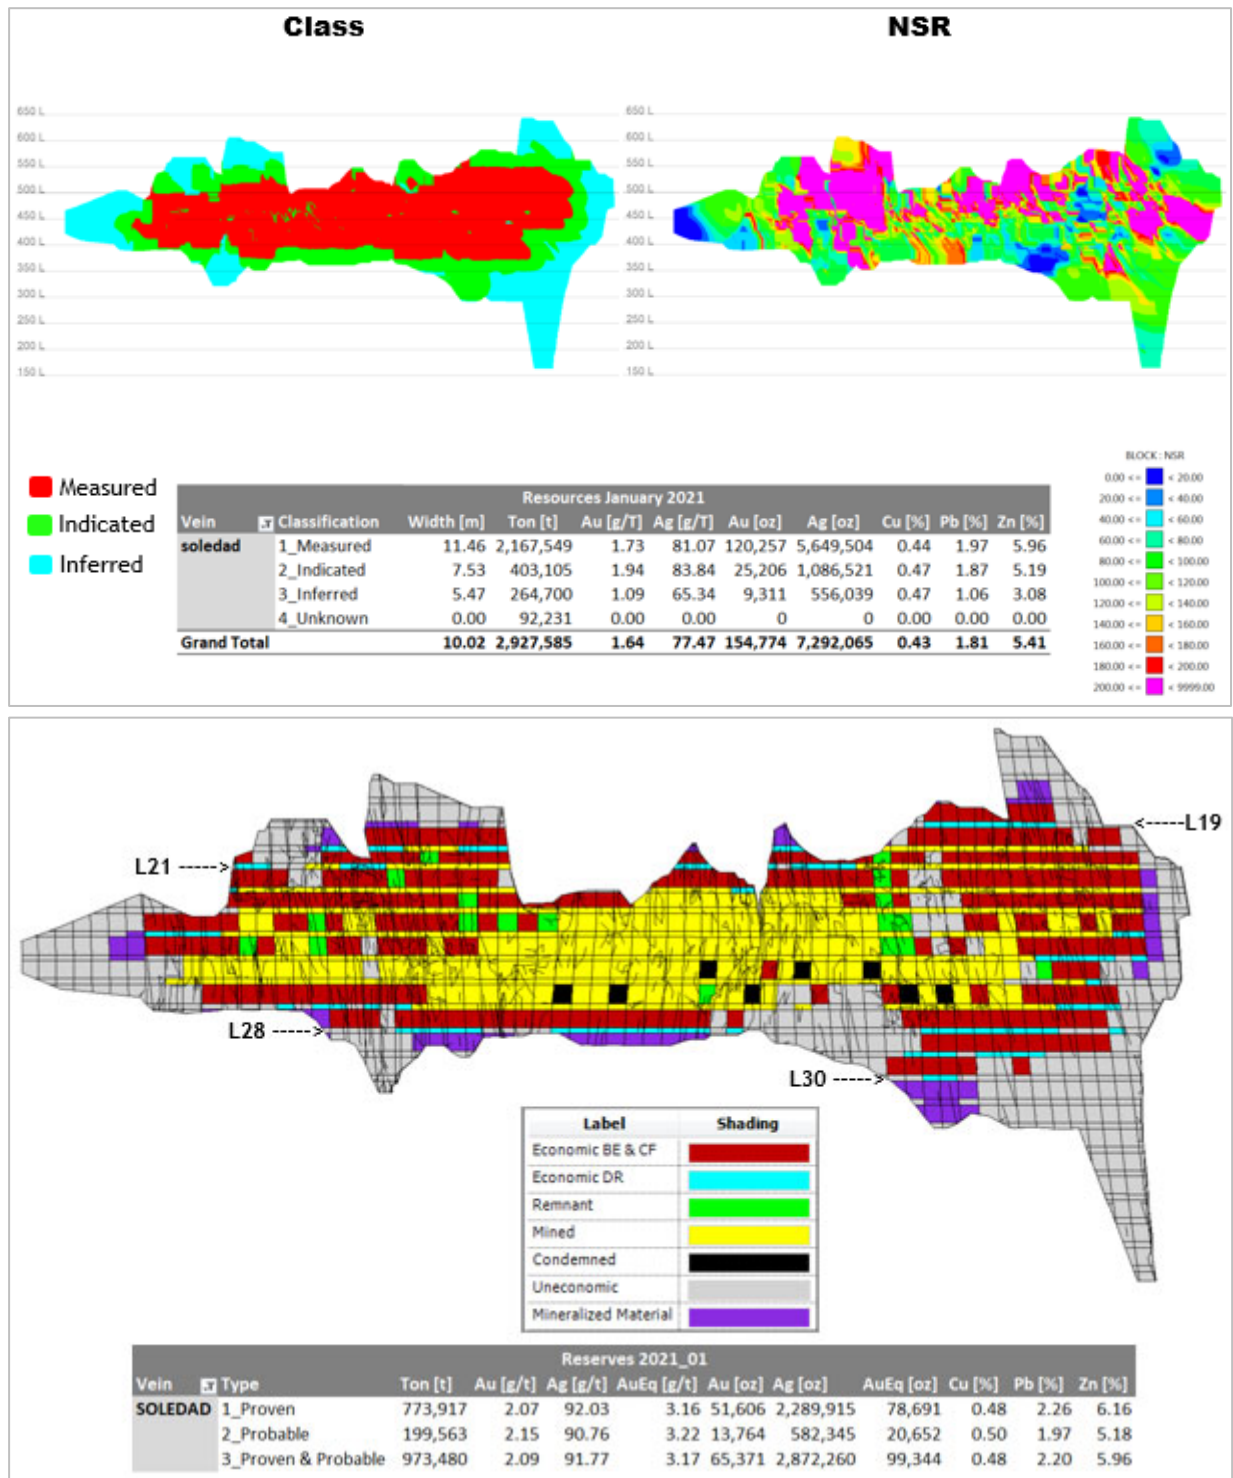 Class NSR
650 L 650 L
600 L 600 L
550 L 550 L
500 L 500 L
450 L 450 L
400 L 400 L
350 L 350 L
300 L 300 L
250 L 250 L
200 L 200 L
150 L 150 L
Measured
Indicated
Inferred
Resources January 2021
Vein Classification Width [m] Ton [t] Au [g/T] Ag [g/T] Au [oz] Ag [oz] Cu [%] Pb [%] Zn [%]
soledad 1_Measured 11.46 2,167,549 1.73 81.07 120,257 5,649,504 0.44 1.97 5.96
2_Indicated 7.53 403,105 1.94 83.84 25,206 1,086,521 0.47 1.87 5.19
3_Inferred 5.47 264,700 1.09 65.34 9,311 556,039 0.47 1.06 3.08
4_Unknown 0.00 92,231 0.00 0.00 0 0 0.00 0.00 0.00
Grand Total 10.02 2,927,585 1.64 77.47 154,774 7,292,065 0.43 1.81 5.41
BLOCK : NSR
0.00 <= < 20.00
20.00 <= < 40.00
40.00 <= < 60.00
60.00 <= < 80.00
80.00 <= < 100.00
100.00 <= < 120.00
120.00 <= < 140.00
140.00 <= < 160.00
160.00 <= < 180.00
180.00 <= < 200.00
200.00 <= < 9999.00
<-----L19
L21 ----->
L28 ----->
L30 ----->
Label Shading
Economic BE & CF
Economic DR
Remnant
Mined
Condemned
Uneconomic
Mineralized Material
Reserves 2021_01
Vein Type Ton [t] Au [g/t] Ag [g/t] AuEq [g/t] Au [oz] Ag [oz] AuEq [oz] Cu [%] Pb [%] Zn [%]
SOLEDAD 1_Proven 773,917 2.07 92.03 3.16 51,606 2,289,915 78,691 0.48 2.26 6.16
2_Probable 199,563 2.15 90.76 3.22 13,764 582,345 20,652 0.50 1.97 5.18
3_Proven & Probable 973,480 2.09 91.77 3.17 65,371 2,872,260 99,344 0.48 2.20 5.96